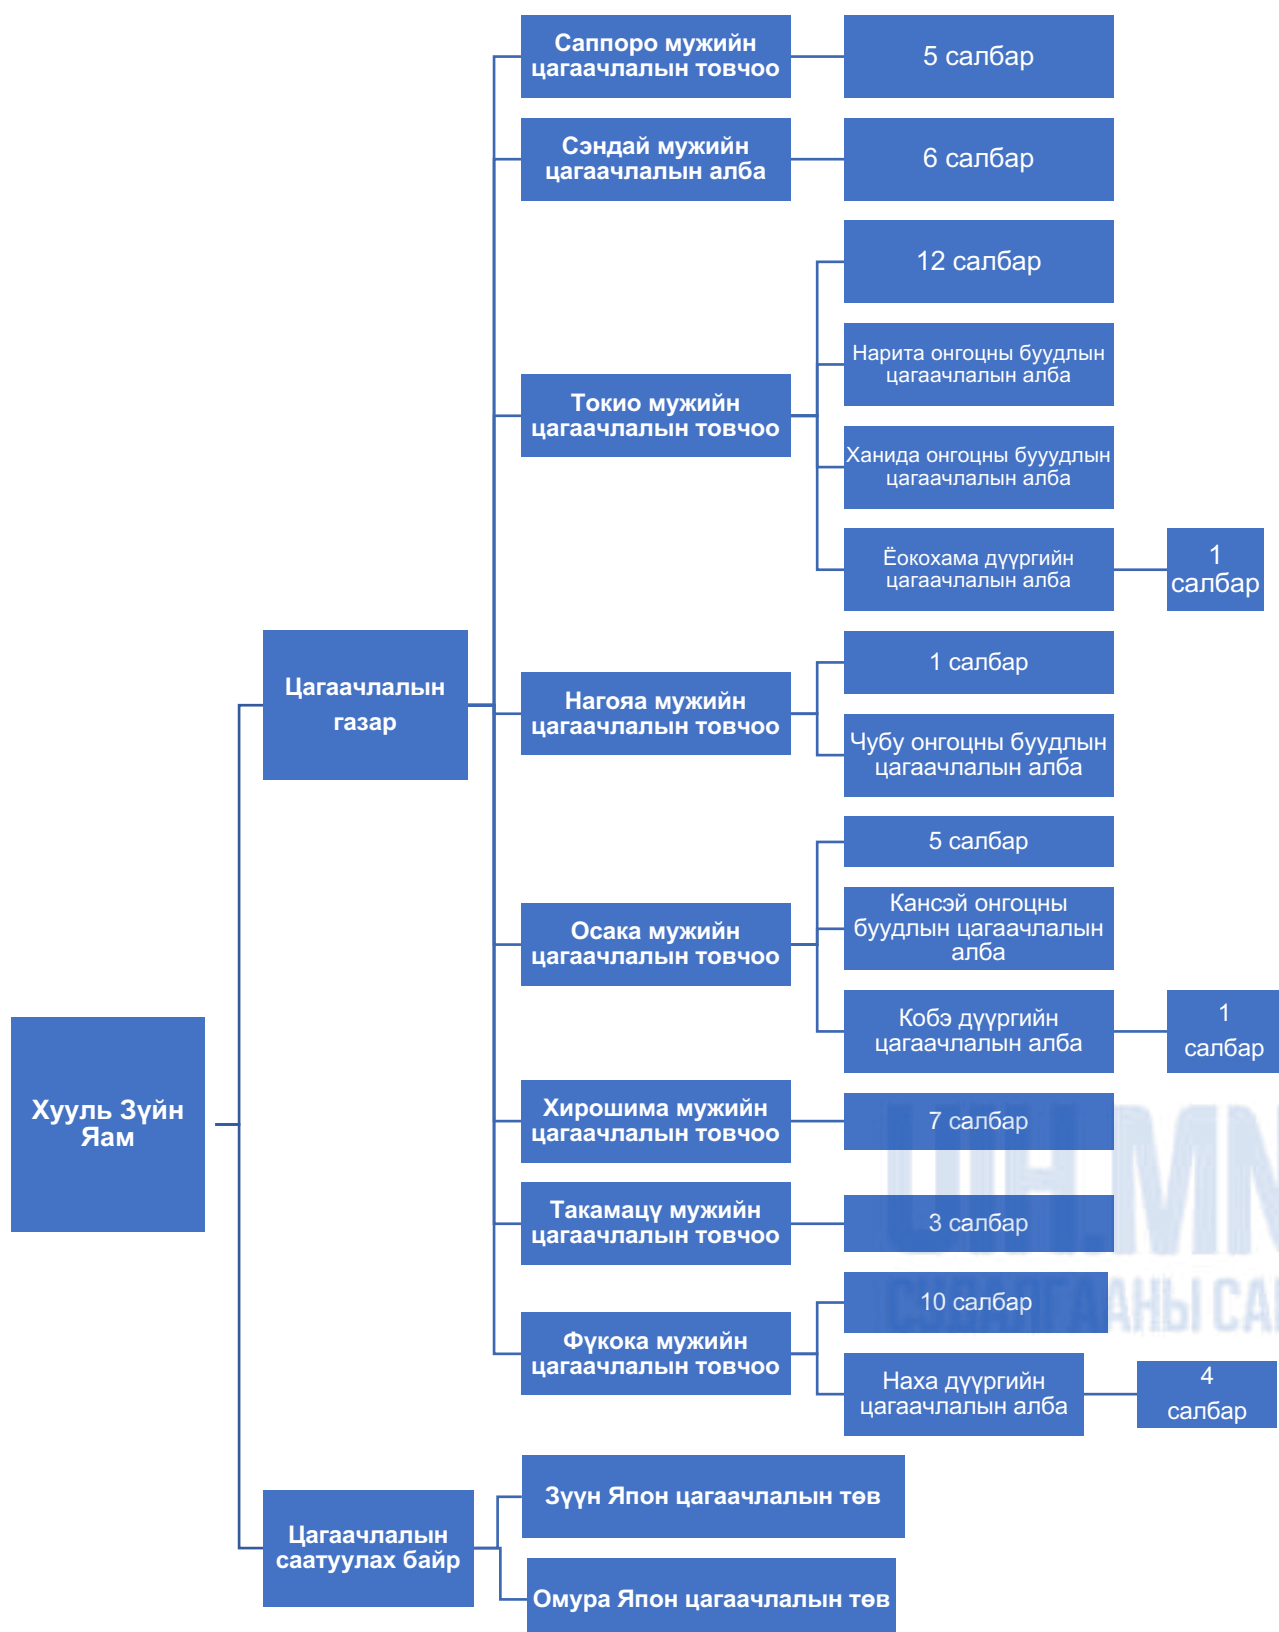 Саппоро мужийн
цагаачлалын товчоо
5 салбар
Сэндай мужийн
цагаачлалын алба
6 салбар
12 салбар
Нарита онгоцны буудлын
цагаачлалын алба
Токио мужийн
цагаачлалын товчоо
Ханида онгоцны бууудлын
цагаачлалын алба
Ёокохама дүүргийн
цагаачлалын алба
1
салбар
Цагаачлалын
газар
Нагояа мужийн
цагаачлалын товчоо
1 салбар
Чубу онгоцны буудлын
цагаачлалын алба
5 салбар
Осака мужийн
цагаачлалын товчоо
Кансэй онгоцны
буудлын цагаачлалын
алба
Кобэ дүүргийн
цагаачлалын алба
1
салбар
Хууль Зүйн
Яам
Хирошима мужийн
цагаачлалын товчоо
7 салбар
Такамацү мужийн
цагаачлалын товчоо
3 салбар
10 салбар
Фүкока мужийн
цагаачлалын товчоо
Наха дүүргийн
цагаачлалын алба
4
салбар
Цагаачлалын
саатуулах байр
Зүүн Япон цагаачлалын төв
Омура Япон цагаачлалын төв